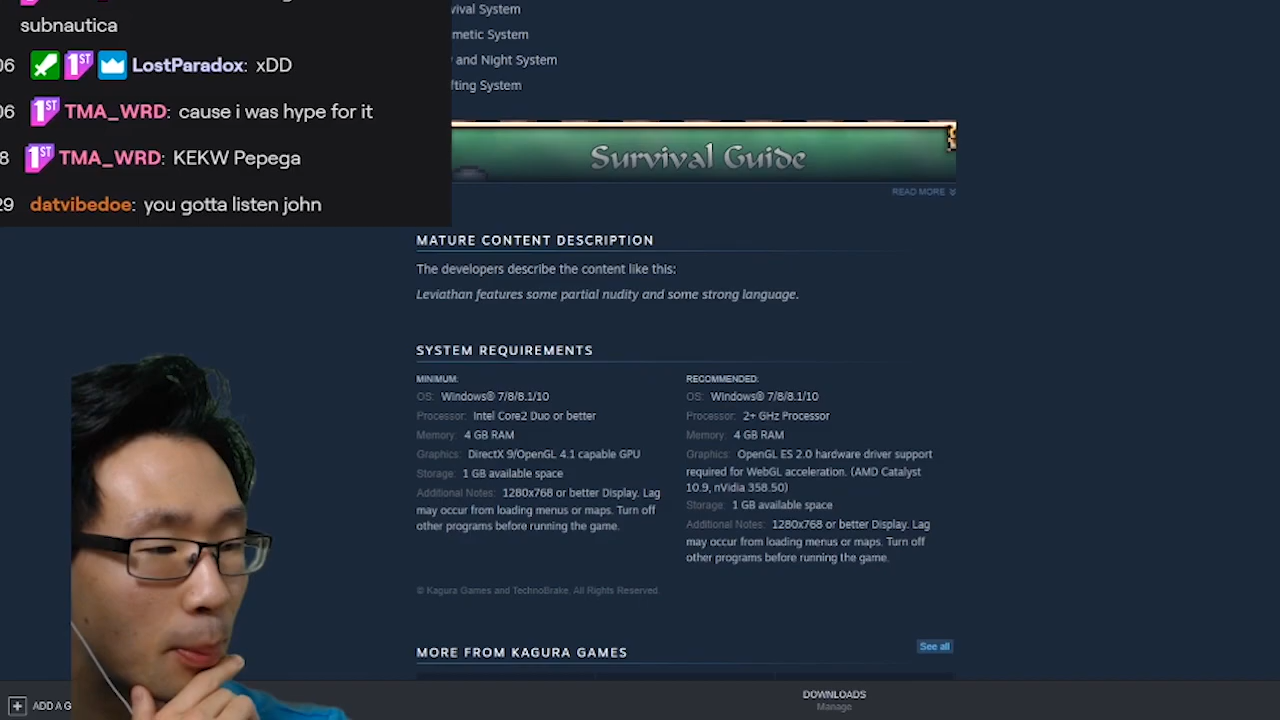 subnautica
06 1ST LostParadox: xDD
06 1ST TMA_WRD: cause i was hype for it
8 1ST TMA_WRD: KEKW Pepega
29 datvibedoe: you gotta listen john
vival System
metic System
and Night System
fting System
Survival Guide
READ MORE
MATURE CONTENT DESCRIPTION
The developers describe the content like this:
Leviathan features some partial nudity and some strong language.
SYSTEM REQUIREMENTS
MINIMUM:
OS: Windows® 7/8/8.1/10
Processor: Intel Core2 Duo or better
Memory: 4 GB RAM
Graphics: DirectX 9/OpenGL 4.1 capable GPU
Storage: 1 GB available space
Additional Notes: 1280x768 or better Display. Lag
may occur from loading menus or maps. Turn off
other programs before running the game.
RECOMMENDED:
OS: Windows® 7/8/8.1/10
Processor: 2+ GHz Processor
Memory: 4 GB RAM
Graphics: OpenGL ES 2.0 hardware driver support
required for WebGL acceleration. (AMD Catalyst
10.9, nVidia 358.50)
Storage: 1 GB available space
Additional Notes: 1280x768 or better Display. Lag
may occur from loading menus or maps. Turn off
other programs before running the game.
© Kagura Games and TechnoBrake, All Rights Reserved.
MORE FROM KAGURA GAMES
See all
ADD A G
DOWNLOADS
Manage